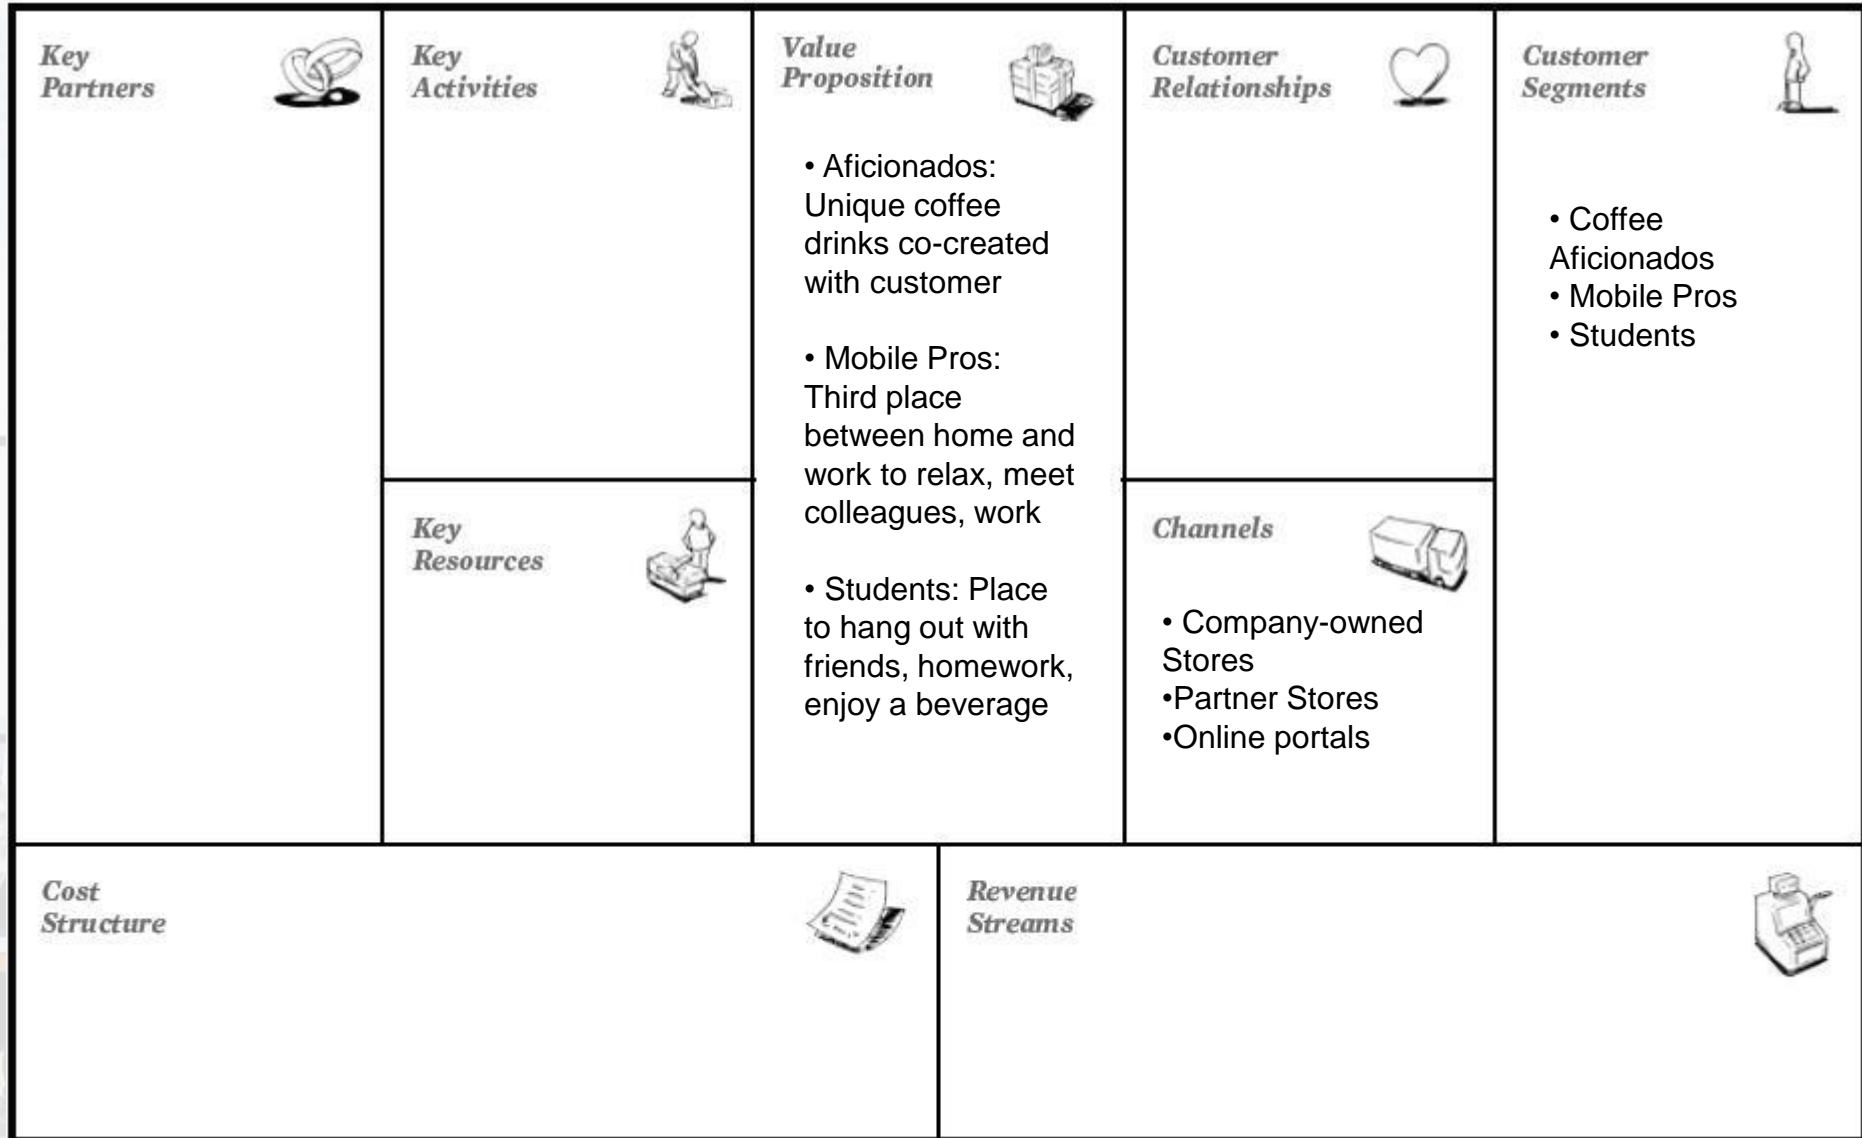 Key
Partners
Key
Activities
Value
Proposition
• Aficionados:
Unique coffee
drinks co-created
with customer
• Mobile Pros:
Third place
between home and
work to relax, meet
colleagues, work
• Students: Place
to hang out with
friends, homework,
enjoy a beverage
Customer
Relationships
Customer
Segments
• Coffee
Aficionados
• Mobile Pros
• Students
Key
Resources
Channels
• Company-owned
Stores
•Partner Stores
•Online portals
Cost
Structure
Revenue
Streams